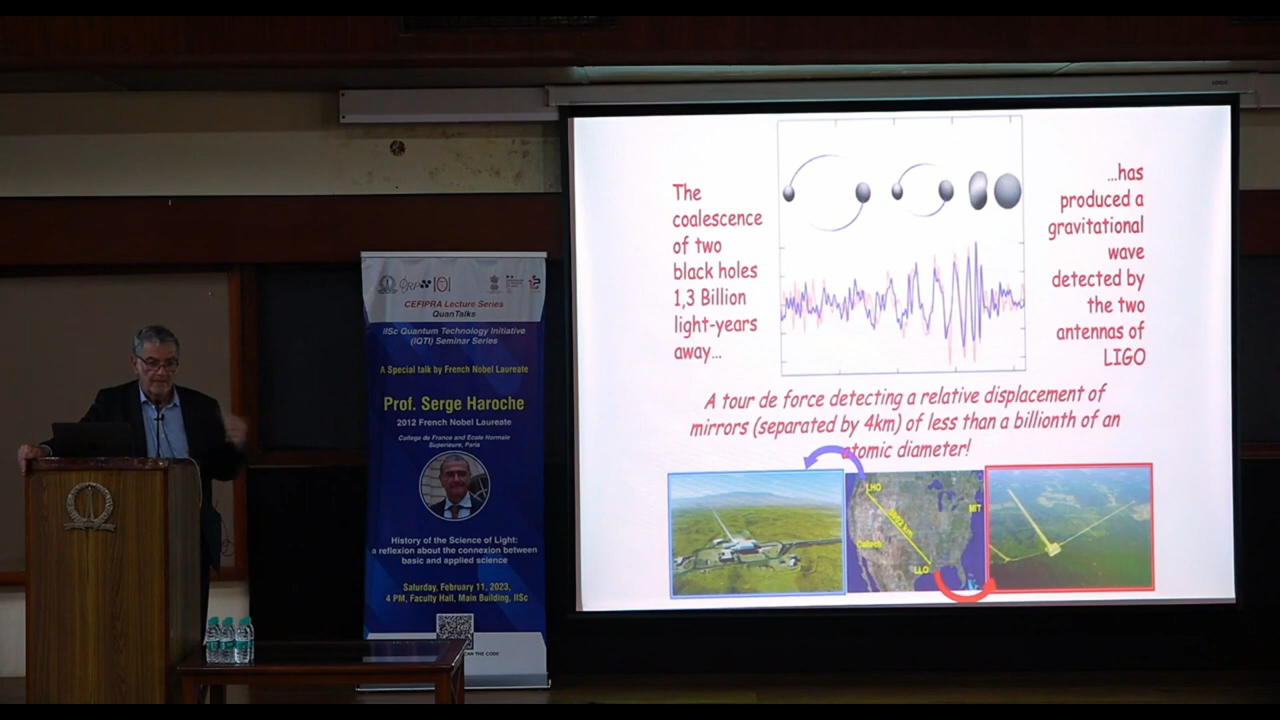 CEFIPRA Lecture Series
QuanTalks
IISc Quantum Technology Initiative
(IQTI) Seminar Series
A Special talk by French Nobel Laureate
Prof. Serge Haroche
2012 French Nobel Laureate
College de France and Ecole Normale
Superieure, Paris
History of the Science of Light:
a reflexion about the connexion between
basic and applied science
Saturday, February 11, 2023,
4 PM, Faculty Hall, Main Building, IISc
THE CODE
The
coalescence
of two
black holes
1,3 Billion
light-years
away...
...has
produced a
gravitational
wave
detected by
the two
antennas of
LIGO
A tour de force detecting a relative displacement of
mirrors (separated by 4km) of less than a billionth of an
atomic diameter!
LHO
MIT
Caltech
LLO